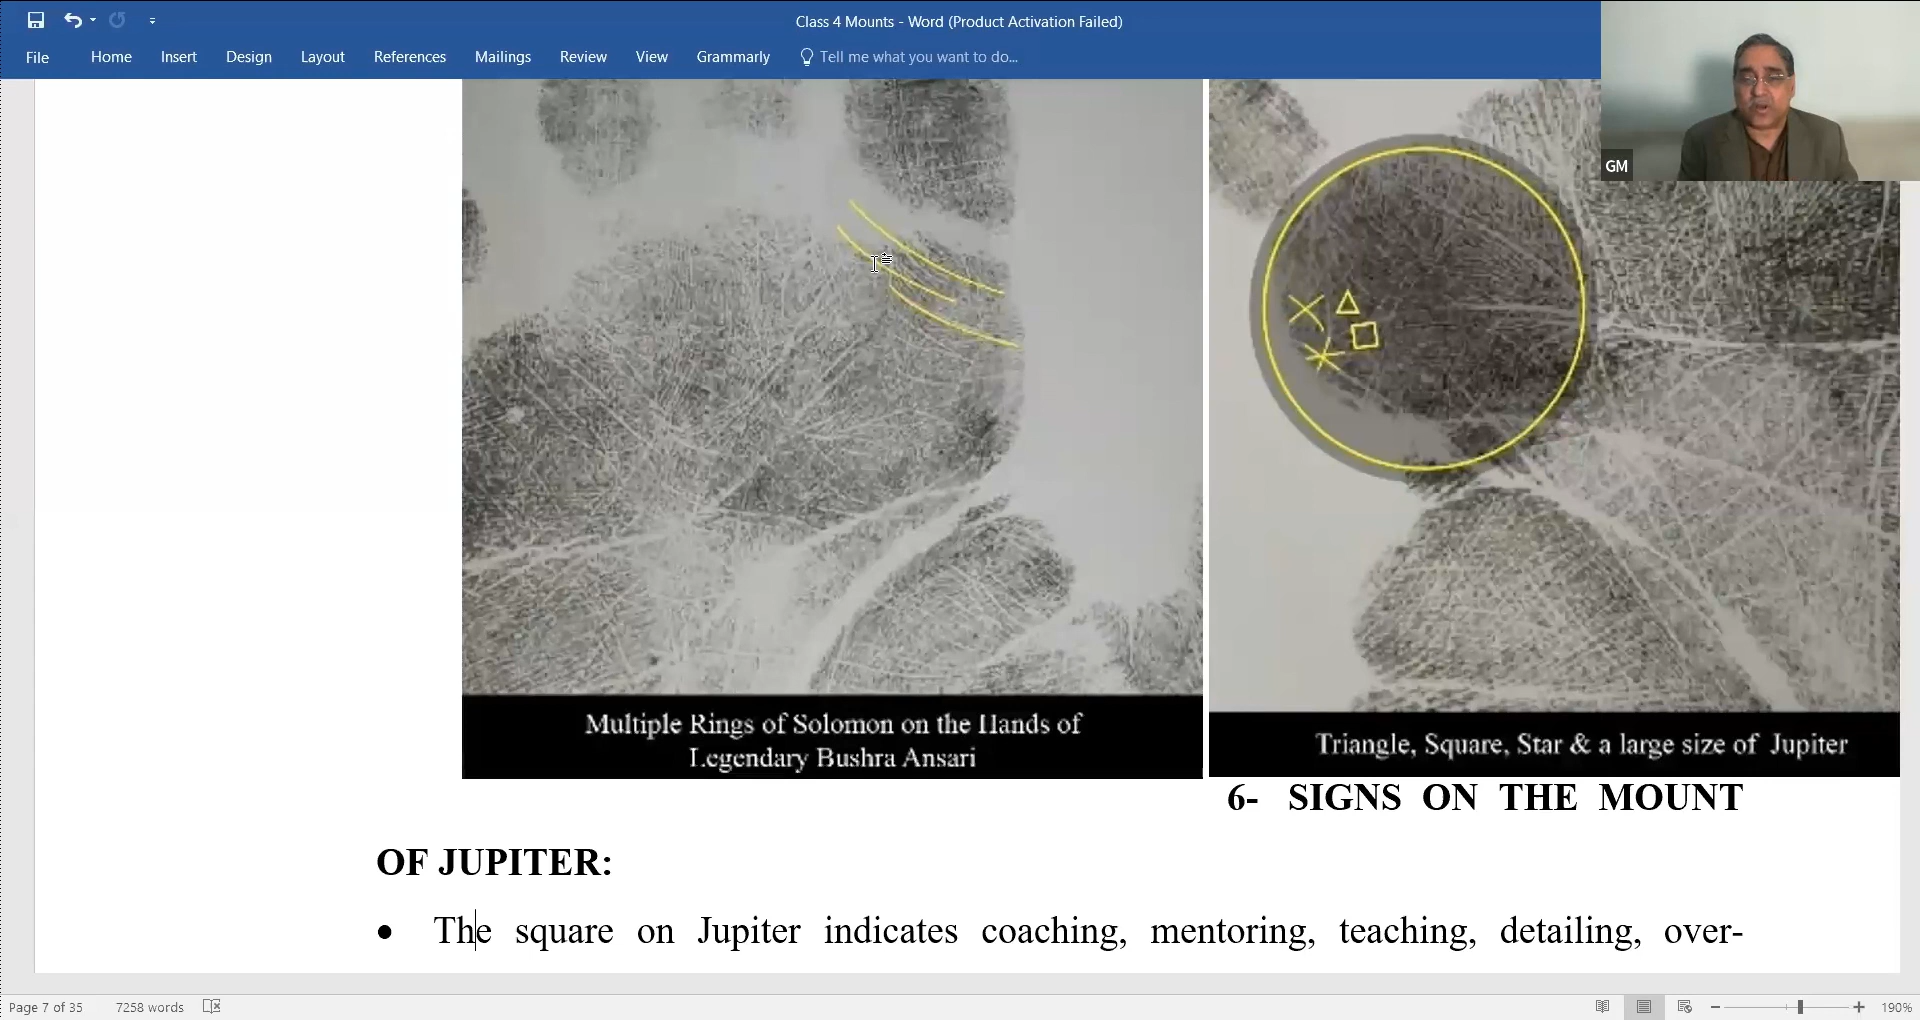 Class 4 Mounts - Word (Product Activation Failed)
File Home Insert Design Layout References Mailings Review View Grammarly Tell me what you want to do...
GM
Multiple Rings of Solomon on the Hands of
Legendary Bushra Ansari
Triangle, Square, Star & a large size of Jupiter
6- SIGNS ON THE MOUNT
OF JUPITER:
• The square on Jupiter indicates coaching, mentoring, teaching, detailing, over-
Page 7 of 35 7258 words 190%